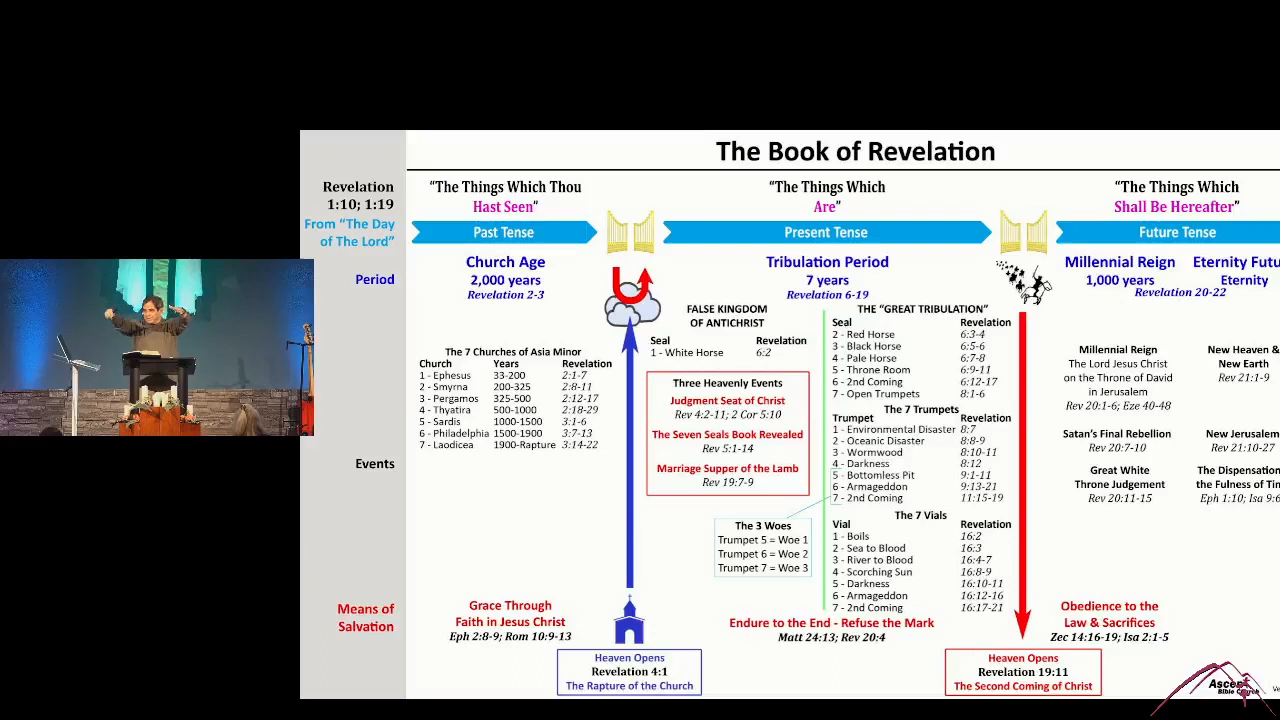 The Book of Revelation
Revelation
1:10; 1:19
From “The Day
of The Lord”
“The Things Which Thou
Hast Seen”
Past Tense
“The Things Which
Are”
Present Tense
“The Things Which
Shall Be Hereafter”
Future Tense
Period
Church Age
2,000 years
Revelation 2-3
Tribulation Period
7 years
Revelation 6-19
Millennial Reign
1,000 years
Eternity Futu
Eternity
Revelation 20-22
Events
The 7 Churches of Asia Minor
Church Years Revelation
1 - Ephesus 33-200 2:1-7
2 - Smyrna 200-325 2:8-11
3 - Pergamos 325-500 2:12-17
4 - Thyatira 500-1000 2:18-29
5 - Sardis 1000-1500 3:1-6
6 - Philadelphia 1500-1900 3:7-13
7 - Laodicea 1900-Rapture 3:14-22
FALSE KINGDOM
OF ANTICHRIST
Seal Revelation
1 - White Horse 6:2
Three Heavenly Events
Judgment Seat of Christ
Rev 4:2-11; 2 Cor 5:10
The Seven Seals Book Revealed
Rev 5:1-14
Marriage Supper of the Lamb
Rev 19:7-9
The 3 Woes
Trumpet 5 = Woe 1
Trumpet 6 = Woe 2
Trumpet 7 = Woe 3
THE “GREAT TRIBULATION”
Seal Revelation
2 - Red Horse 6:3-4
3 - Black Horse 6:5-6
4 - Pale Horse 6:7-8
5 - Throne Room 6:9-11
6 - 2nd Coming 6:12-17
7 - Open Trumpets 8:1-6
The 7 Trumpets
Trumpet Revelation
1 - Environmental Disaster 8:7
2 - Oceanic Disaster 8:8-9
3 - Wormwood 8:10-11
4 - Darkness 8:12
5 - Bottomless Pit 9:1-11
6 - Armageddon 9:13-21
7 - 2nd Coming 11:15-19
The 7 Vials
Vial Revelation
1 - Boils 16:2
2 - Sea to Blood 16:3
3 - River to Blood 16:4-7
4 - Scorching Sun 16:8-9
5 - Darkness 16:10-11
6 - Armageddon 16:12-16
7 - 2nd Coming 16:17-21
Millennial Reign
The Lord Jesus Christ
on the Throne of David
in Jerusalem
Rev 20:1-6; Eze 40-48
Satan’s Final Rebellion
Rev 20:7-10
Great White
Throne Judgement
Rev 20:11-15
New Heaven &
New Earth
Rev 21:1-9
New Jerusalem
Rev 21:10-27
The Dispensation
the Fulness of Tim
Eph 1:10; Isa 9:6
Means of
Salvation
Grace Through
Faith in Jesus Christ
Eph 2:8-9; Rom 10:9-13
Endure to the End - Refuse the Mark
Matt 24:13; Rev 20:4
Obedience to the
Law & Sacrifices
Zec 14:16-19; Isa 2:1-5
Heaven Opens
Revelation 4:1
The Rapture of the Church
Heaven Opens
Revelation 19:11
The Second Coming of Christ
Ascent
Bible Church
Ve